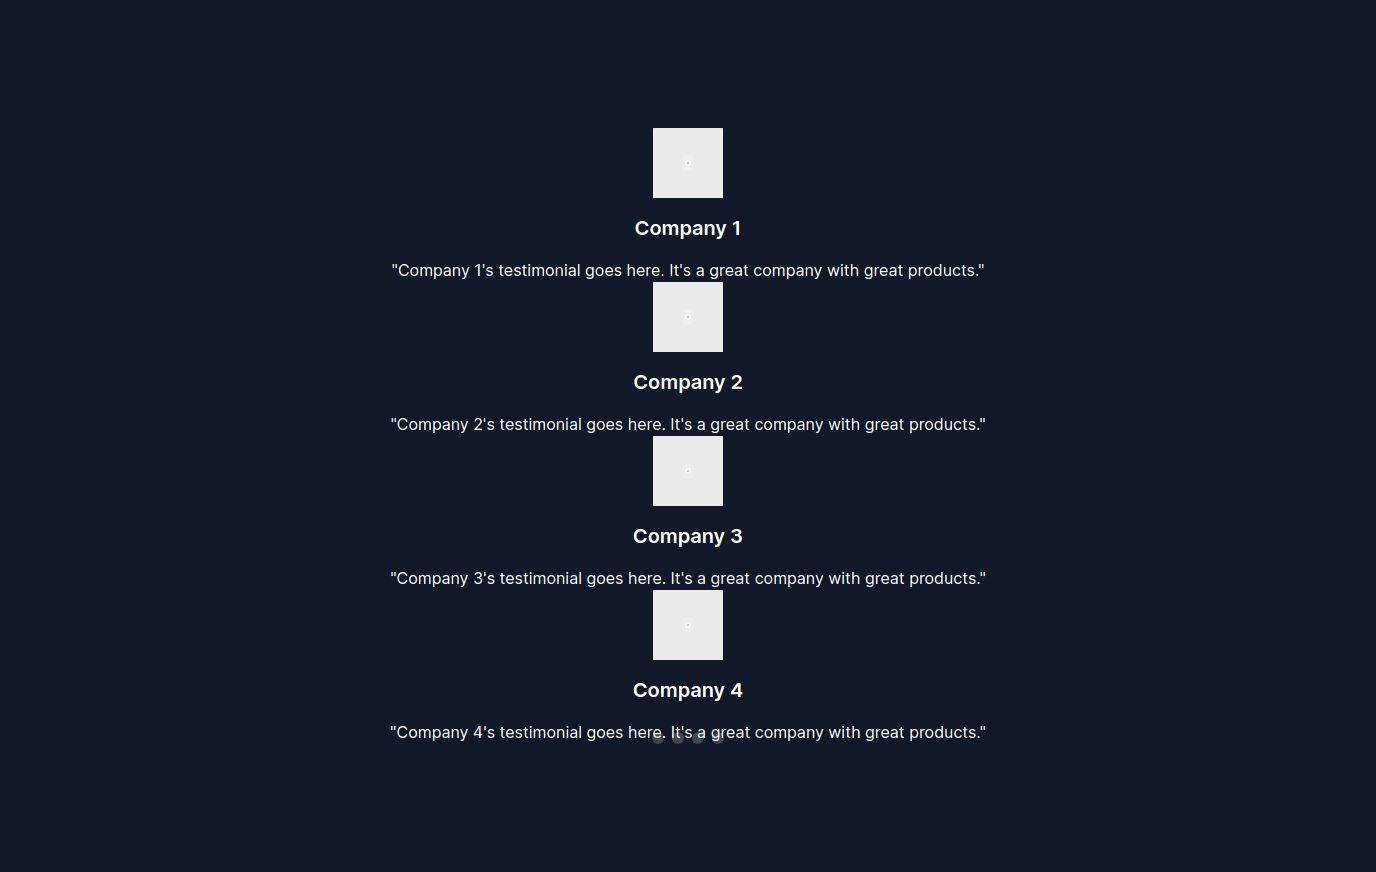 Company 1
"Company 1's testimonial goes here. It's a great company with great products."
Company 2
"Company 2's testimonial goes here. It's a great company with great products."
Company 3
"Company 3's testimonial goes here. It's a great company with great products."
Company 4
"Company 4's testimonial goes here. It's a great company with great products."